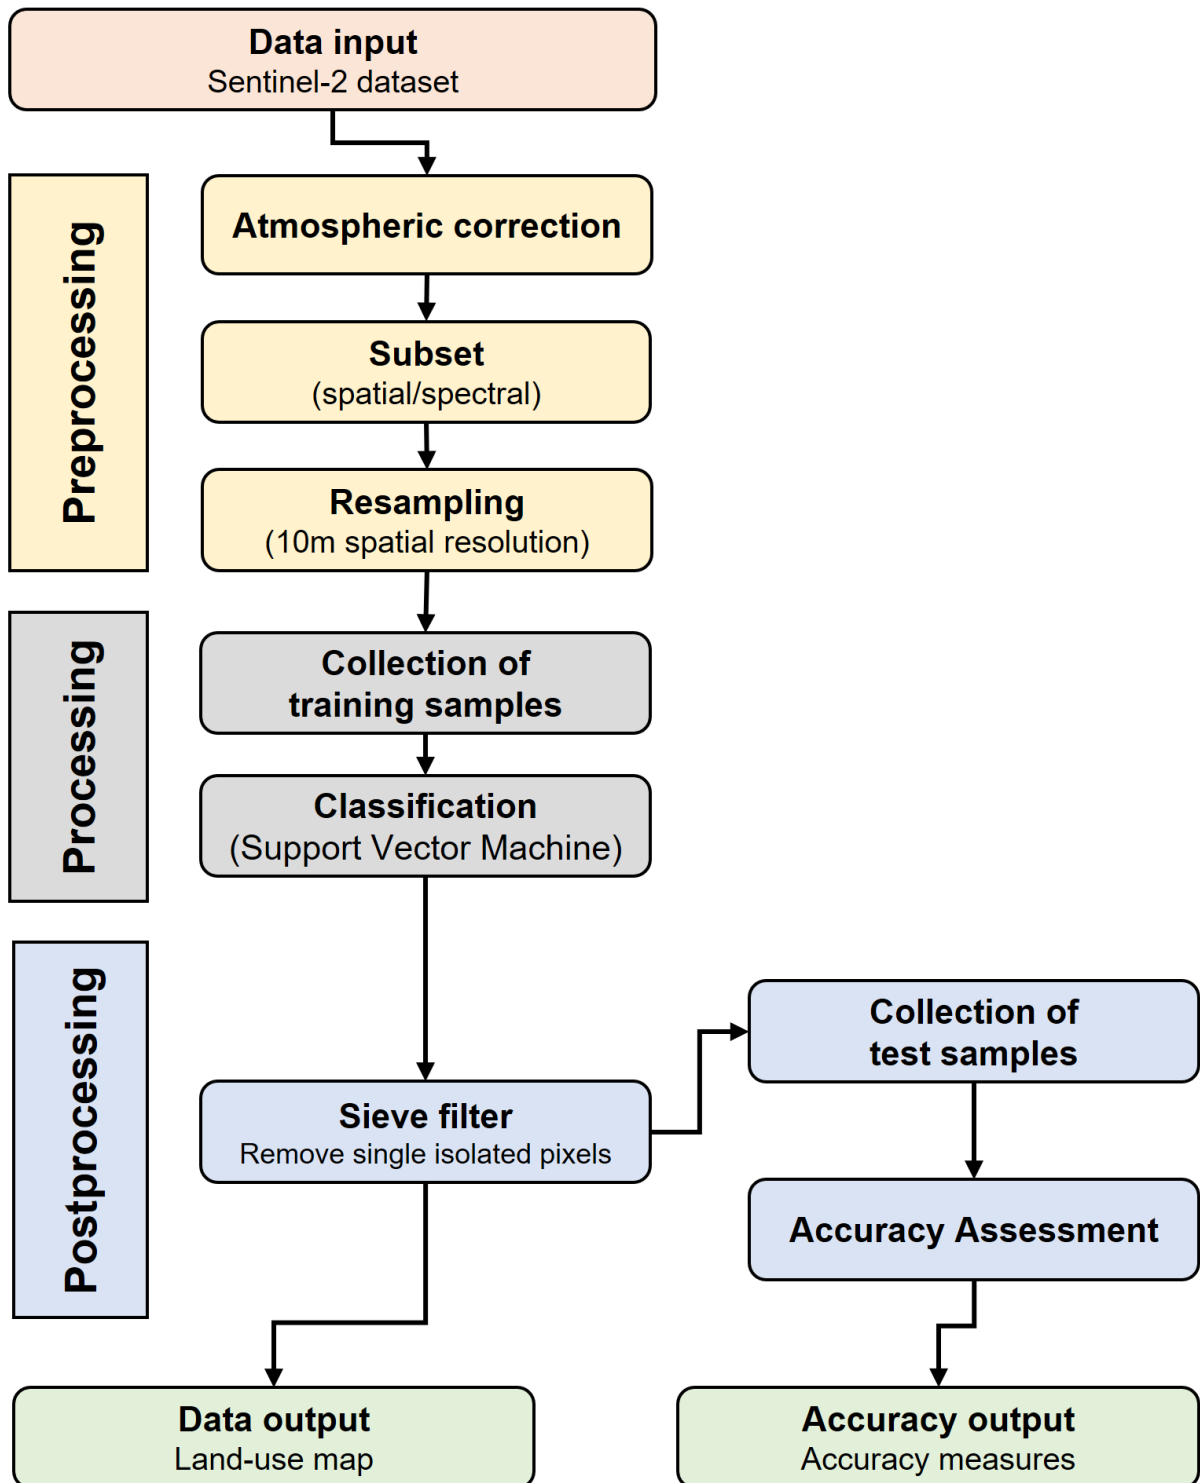 Data input
Sentinel-2 dataset
Preprocessing
Atmospheric correction
Subset
(spatial/spectral)
Resampling
(10m spatial resolution)
Processing
Collection of
training samples
Classification
(Support Vector Machine)
Postprocessing
Sieve filter
Remove single isolated pixels
Collection of
test samples
Accuracy Assessment
Data output
Land-use map
Accuracy output
Accuracy measures